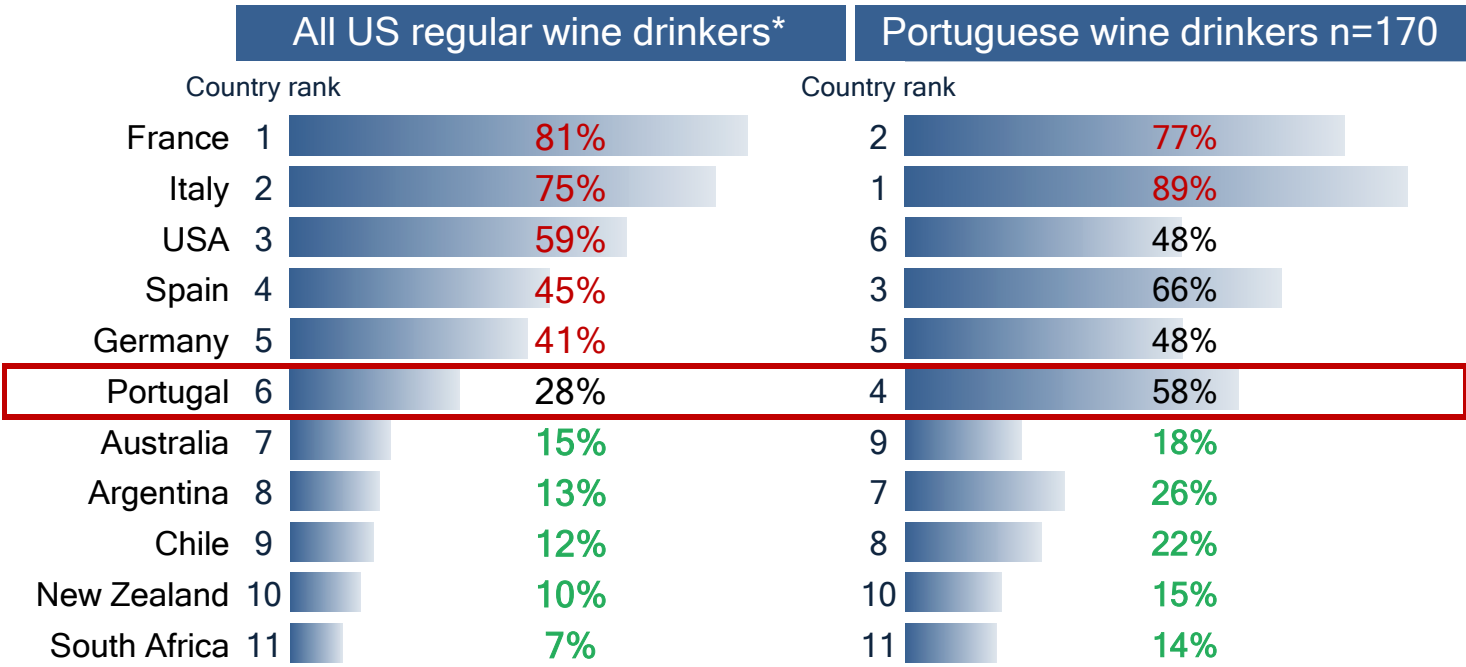 All US regular wine drinkers* Portuguese wine drinkers n=170
Country rank Country rank
France 1 81% 2 77%
Italy 2 75% 1 89%
USA 3 59% 6 48%
Spain 4 45% 3 66%
Germany 5 41% 5 48%
Portugal 6 28% 4 58%
Australia 7 15% 9 18%
Argentina 8 13% 7 26%
Chile 9 12% 8 22%
New Zealand 10 10% 10 15%
South Africa 11 7% 11 14%